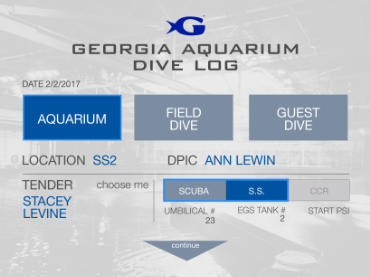 GEORGIA AQUARIUM
DIVE LOG
DATE 2/2/2017
AQUARIUM
FIELD
DIVE
GUEST
DIVE
LOCATION SS2 DPIC ANN LEWIN
TENDER choose me
STACEY
LEVINE
SCUBA S.S. CCR
UMBILICAL # EGS TANK # START PSI
23 2
continue